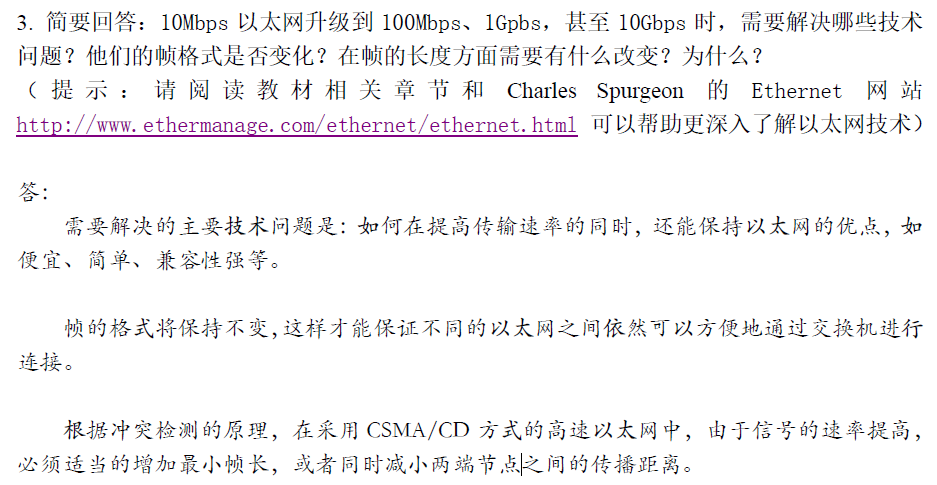 3. 简要回答：10Mbps 以太网升级到 100Mbps、1Gpbs，甚至 10Gbps 时，需要解决哪些技术
问题？他们的帧格式是否变化？在帧的长度方面需要有什么改变？为什么？
（提示：请阅读教材相关章节和 Charles Spurgeon 的 Ethernet 网站
http://www.ethermanage.com/ethernet/ethernet.html 可以帮助更深入了解以太网技术）
答：
需要解决的主要技术问题是：如何在提高传输速率的同时，还能保持以太网的优点，如
便宜、简单、兼容性强等。
帧的格式将保持不变，这样才能保证不同的以太网之间依然可以方便地通过交换机进行
连接。
根据冲突检测的原理，在采用 CSMA/CD 方式的高速以太网中，由于信号的速率提高，
必须适当的增加最小帧长，或者同时减小两端节点之间的传播距离。